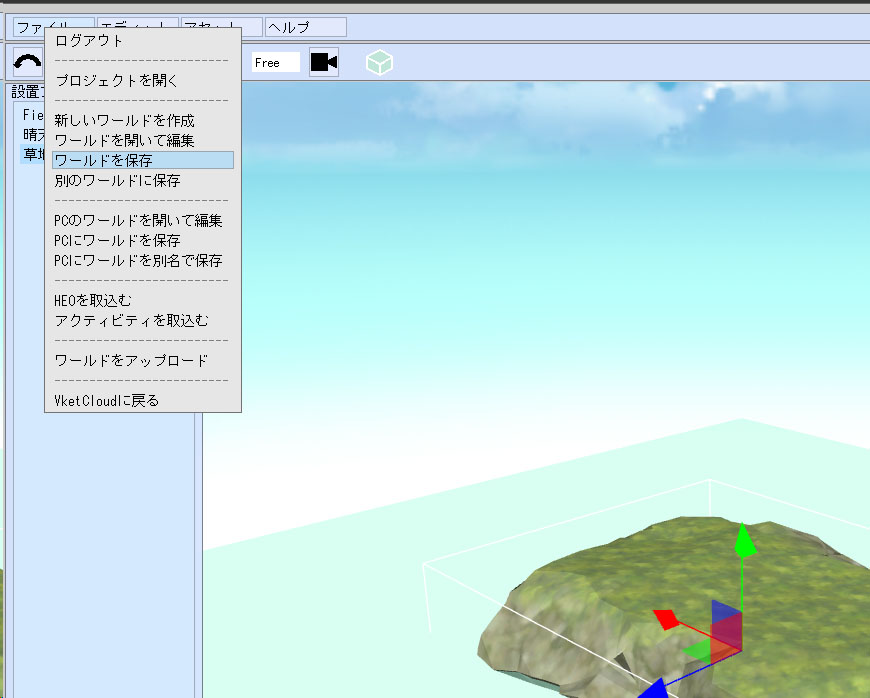 ファイル
エディット
アセット
ヘルプ
Free
設置
Fie
晴天
草地
ログアウト
プロジェクトを開く
新しいワールドを作成
ワールドを開いて編集
ワールドを保存
別のワールドに保存
PCのワールドを開いて編集
PCにワールドを保存
PCにワールドを別名で保存
HEOを取込む
アクティビティを取込む
ワールドをアップロード
VketCloudに戻る